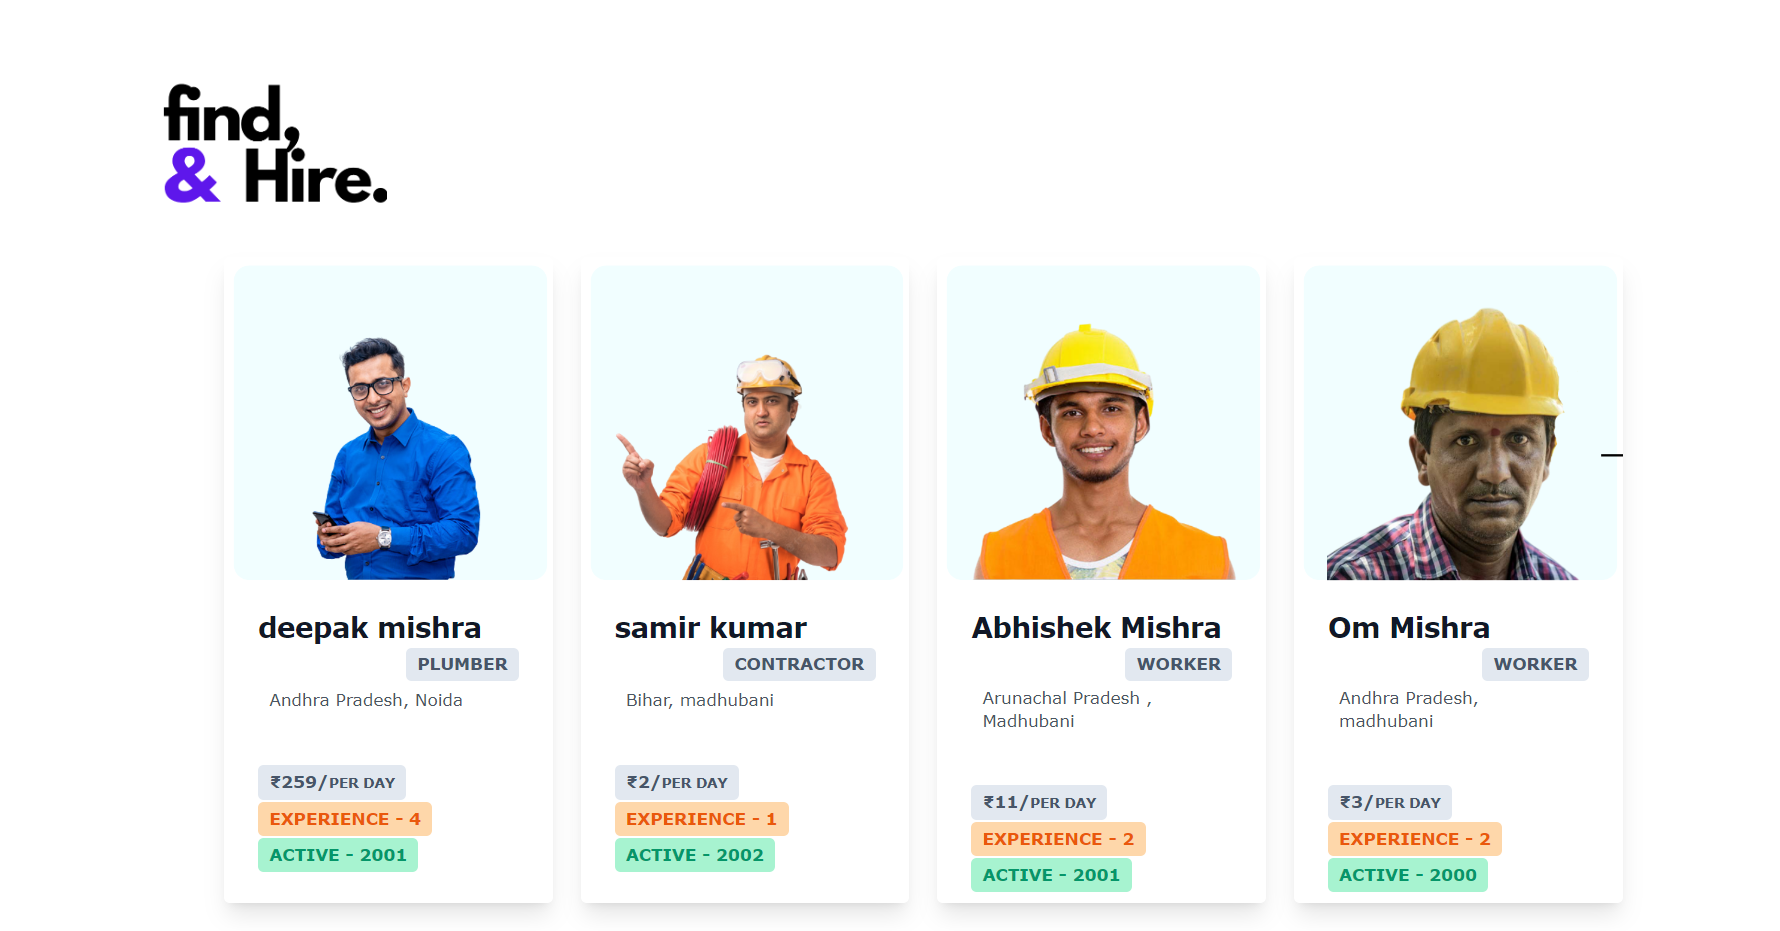 find,
& Hire.
deepak mishra
PLUMBER
Andhra Pradesh, Noida
₹259/PER DAY
EXPERIENCE - 4
ACTIVE - 2001
samir kumar
CONTRACTOR
Bihar, madhubani
₹2/PER DAY
EXPERIENCE - 1
ACTIVE - 2002
Abhishek Mishra
WORKER
Arunachal Pradesh ,
Madhubani
₹11/PER DAY
EXPERIENCE - 2
ACTIVE - 2001
Om Mishra
WORKER
Andhra Pradesh,
madhubani
₹3/PER DAY
EXPERIENCE - 2
ACTIVE - 2000